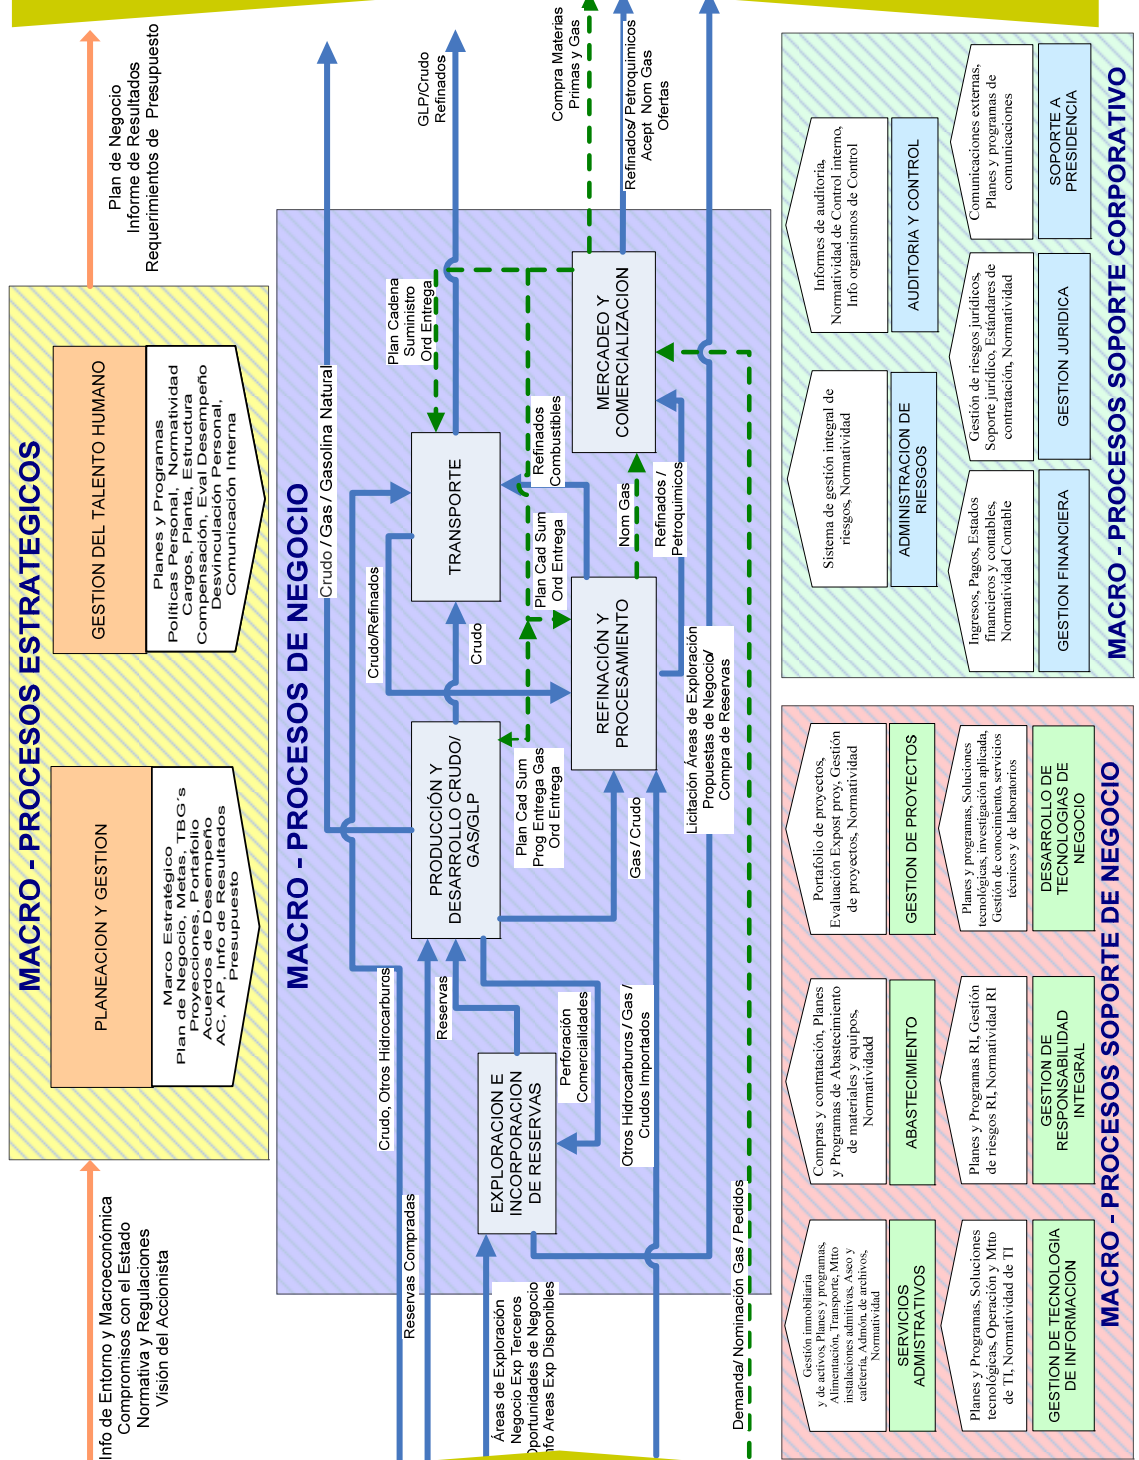 MACRO - PROCESOS ESTRATEGICOS
Info de Entorno y Macroeconómica
Compromisos con el Estado
Normativa y Regulaciones
Visión del Accionista
PLANEACION Y GESTION
Marco Estratégico
Plan de Negocio, Metas, TBG´s
Proyecciones, Portafolio
Acuerdos de Desempeño
AC, AP, Info de Resultados
Presupuesto
GESTION DEL TALENTO HUMANO
Planes y Programas
Políticas Personal, Normatividad
Cargos, Planta, Estructura
Compensación, Eval Desempeño
Desvinculación Personal,
Comunicación Interna
Plan de Negocio
Informe de Resultados
Requerimientos de Presupuesto
MACRO - PROCESOS DE NEGOCIO
Crudo / Gas / Gasolina Natural
Crudo, Otros Hidrocarburos
Reservas Compradas
Áreas de Exploración
Negocio Exp Terceros
Oportunidades de Negocio
Info Areas Exp Disponibles
EXPLORACION E
INCORPORACION
DE RESERVAS
Reservas
Perforación
Comercialidades
PRODUCCIÓN Y
DESARROLLO CRUDO/
GAS/GLP
Crudo/Refinados
Crudo
TRANSPORTE
Plan Cadena
Suministro
Ord Entrega
GLP/Crudo
Refinados
Plan Cad Sum
Prog Entrega Gas
Ord Entrega
Plan Cad Sum
Ord Entrega
Refinados
Combustibles
Gas / Crudo
Otros Hidrocarburos / Gas /
Crudos Importados
REFINACIÓN Y
PROCESAMIENTO
Nom Gas
Refinados /
Petroquimicos
MERCADEO Y
COMERCIALIZACION
Compra Materias
Primas y Gas
Refinados/ Petroquimicos
Acept Nom Gas
Ofertas
Licitación Áreas de Exploración
Propuestas de Negocio/
Compra de Reservas
Demanda/ Nominación Gas / Pedidos
Gestión inmobiliaria
y de activos, Planes y programas,
Alimentación, Transporte, Mtto
instalaciones admitivas, Aseo y
cafetería, Admón, de archivos,
Normatividad
SERVICIOS
ADMISTRATIVOS
Compras y contratación, Planes
y Programas de Abastecimiento
de materiales y equipos,
Normatividadd
ABASTECIMIENTO
Portafolio de proyectos,
Evaluación Expost proy, Gestión
de proyectos, Normatividad
GESTION DE PROYECTOS
Planes y Programas, Soluciones
tecnológicas, Operación y Mtto
de TI, Normatividad de TI
GESTION DE TECNOLOGIA
DE INFORMACION
Planes y Programas RI, Gestión
de riesgos RI, Normatividad RI
GESTION DE
RESPONSABILIDAD
INTEGRAL
Planes y programas, Soluciones
tecnológicas, investigación aplicada,
Gestión de conocimiento, servicios
técnicos y de laboratorios
DESARROLLO DE
TECNOLOGIAS DE
NEGOCIO
MACRO - PROCESOS SOPORTE DE NEGOCIO
Sistema de gestión integral de
riesgos, Normatividad
ADMINISTRACION DE
RIESGOS
Informes de auditoria,
Normatividad de Control interno,
Info organismos de Control
AUDITORIA Y CONTROL
Ingresos, Pagos, Estados
financieros y contables,
Normatividad Contable
GESTION FINANCIERA
Gestión de riesgos jurídicos,
Soporte jurídico, Estándares de
contratación, Normatividad
GESTION JURIDICA
Comunicaciones externas,
Planes y programas de
comunicaciones
SOPORTE A
PRESIDENCIA
MACRO - PROCESOS SOPORTE CORPORATIVO